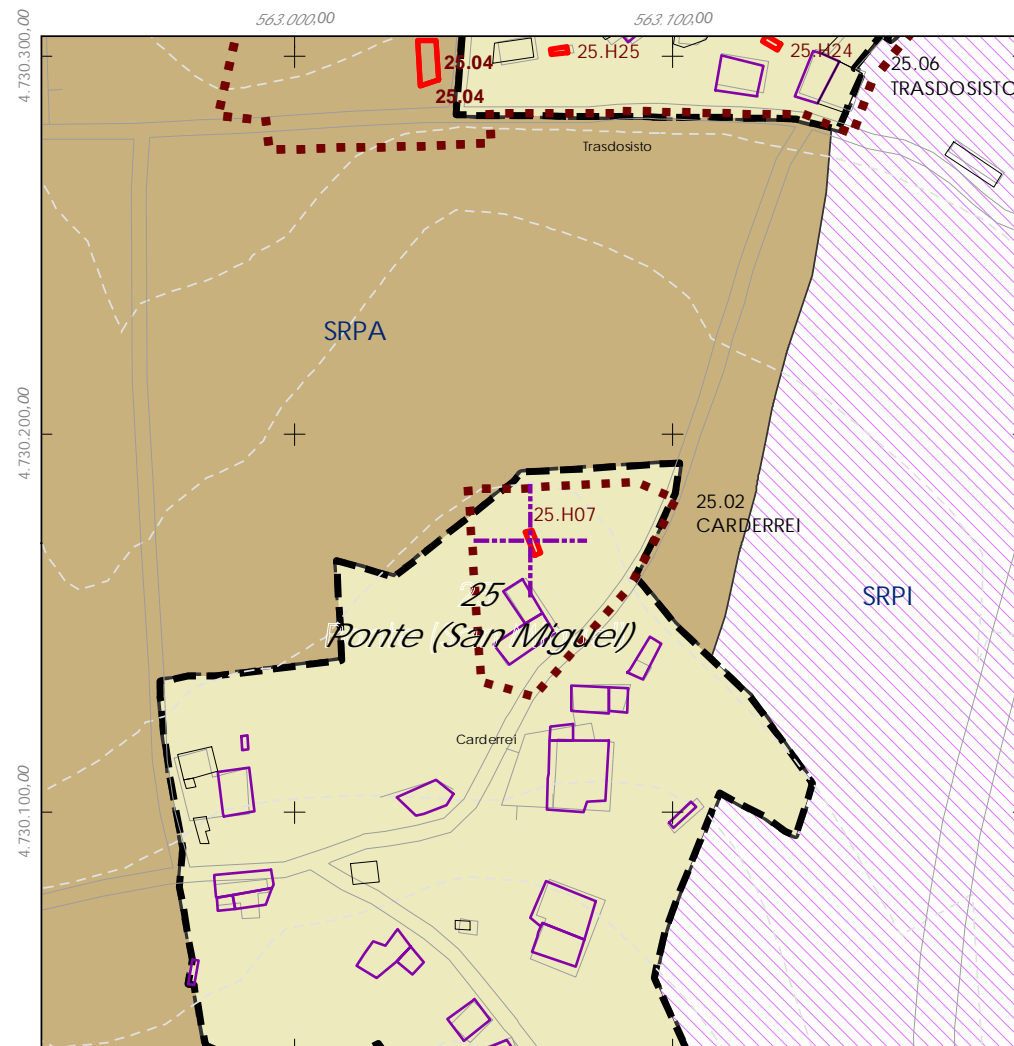 563.000,00
563.100,00
4.730.300,00
25.04
25.H25
25.H24
25.06
TRASDOSISTO
25.04
Trasdosisto
SRPA
4.730.200,00
25.02
CARDERREI
25.H07
25
SRPI
Ponte (San Miguel)
Carderrei
4.730.100,00